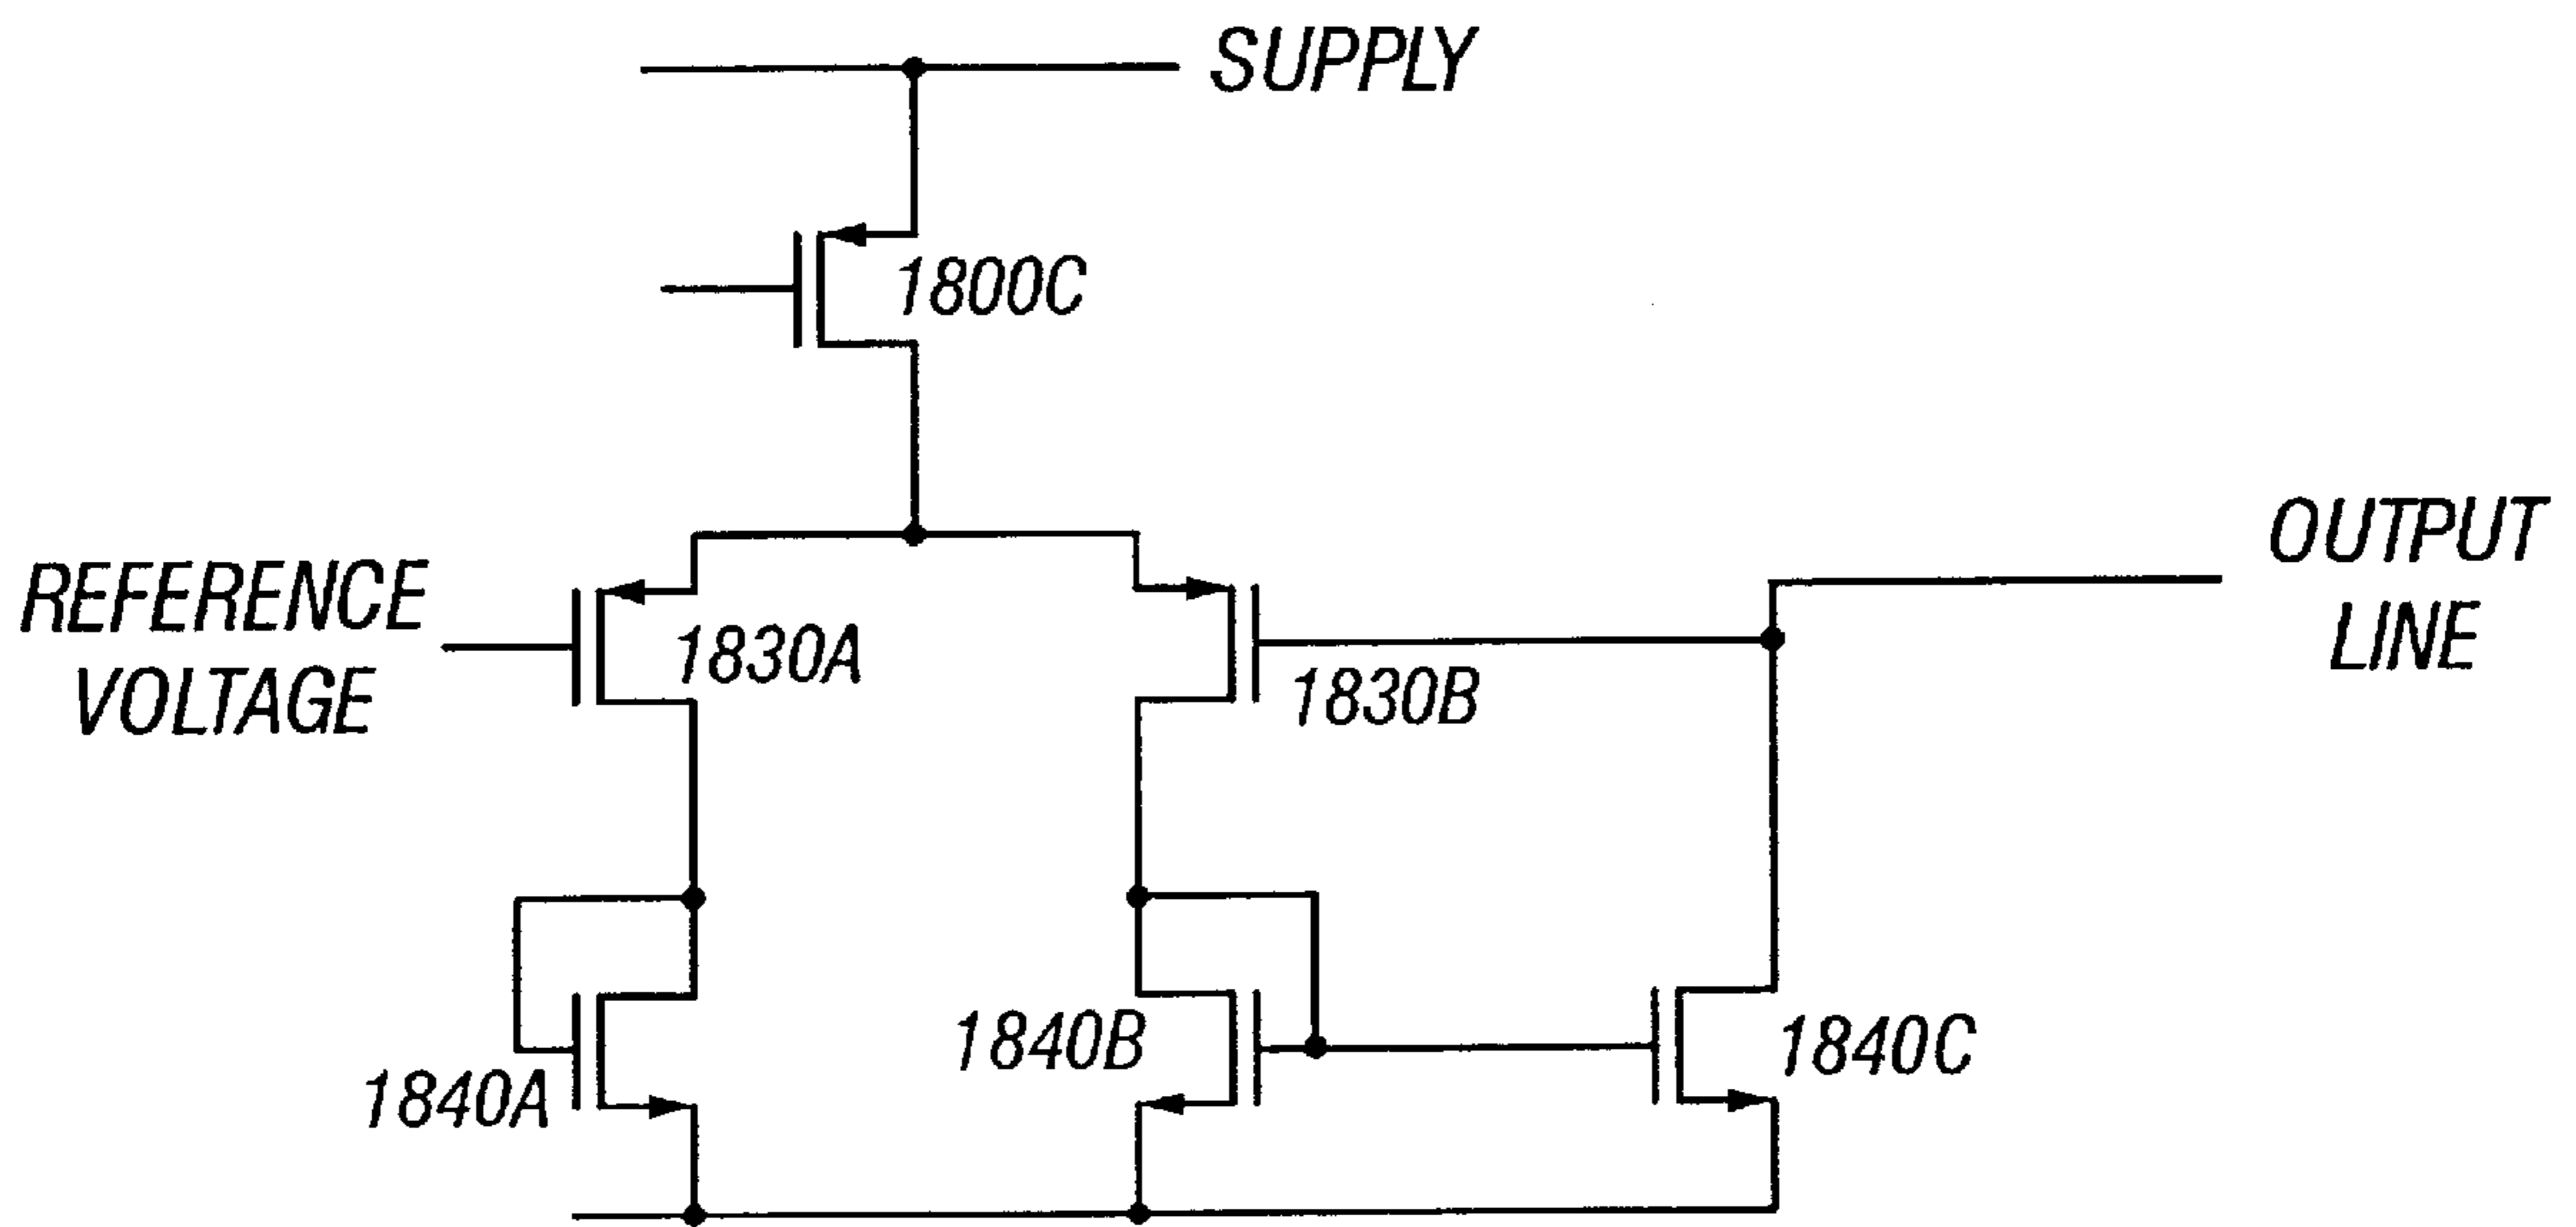 SUPPLY
1800C
REFERENCE
VOLTAGE
1830A
1830B
OUTPUT
LINE
1840A
1840B
1840C